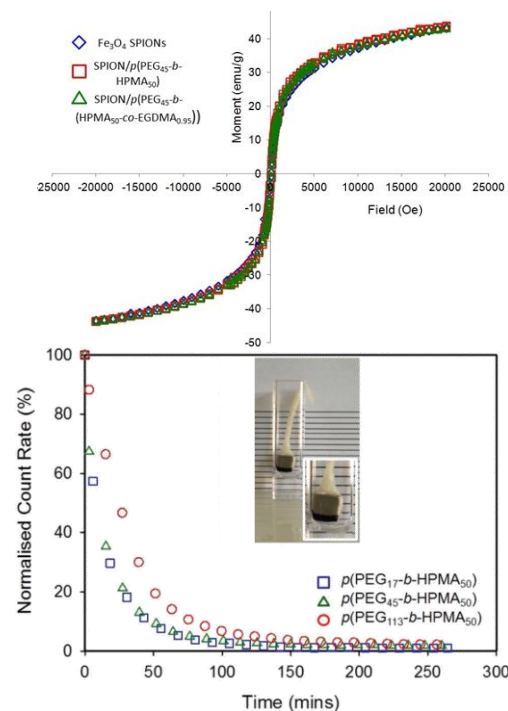 Fe₃O₄ SPIONs
SPION/p(PEG₄₅-b-
HPMA₅₀)
SPION/p(PEG₄₅-b-
(HPMA₅₀-co-EGDMA₀.₉₅))
Moment (emu/g)
50
40
30
20
10
0
-10
-20
-30
-40
-50
25000 -20000 -15000 -10000 -5000 0 5000 10000 15000 20000 25000
Field (Oe)
Normalised Count Rate (%)
100
80
60
40
20
0
p(PEG₁₇-b-HPMA₅₀)
p(PEG₄₅-b-HPMA₅₀)
p(PEG₁₁₃-b-HPMA₅₀)
0 50 100 150 200 250 300
Time (mins)